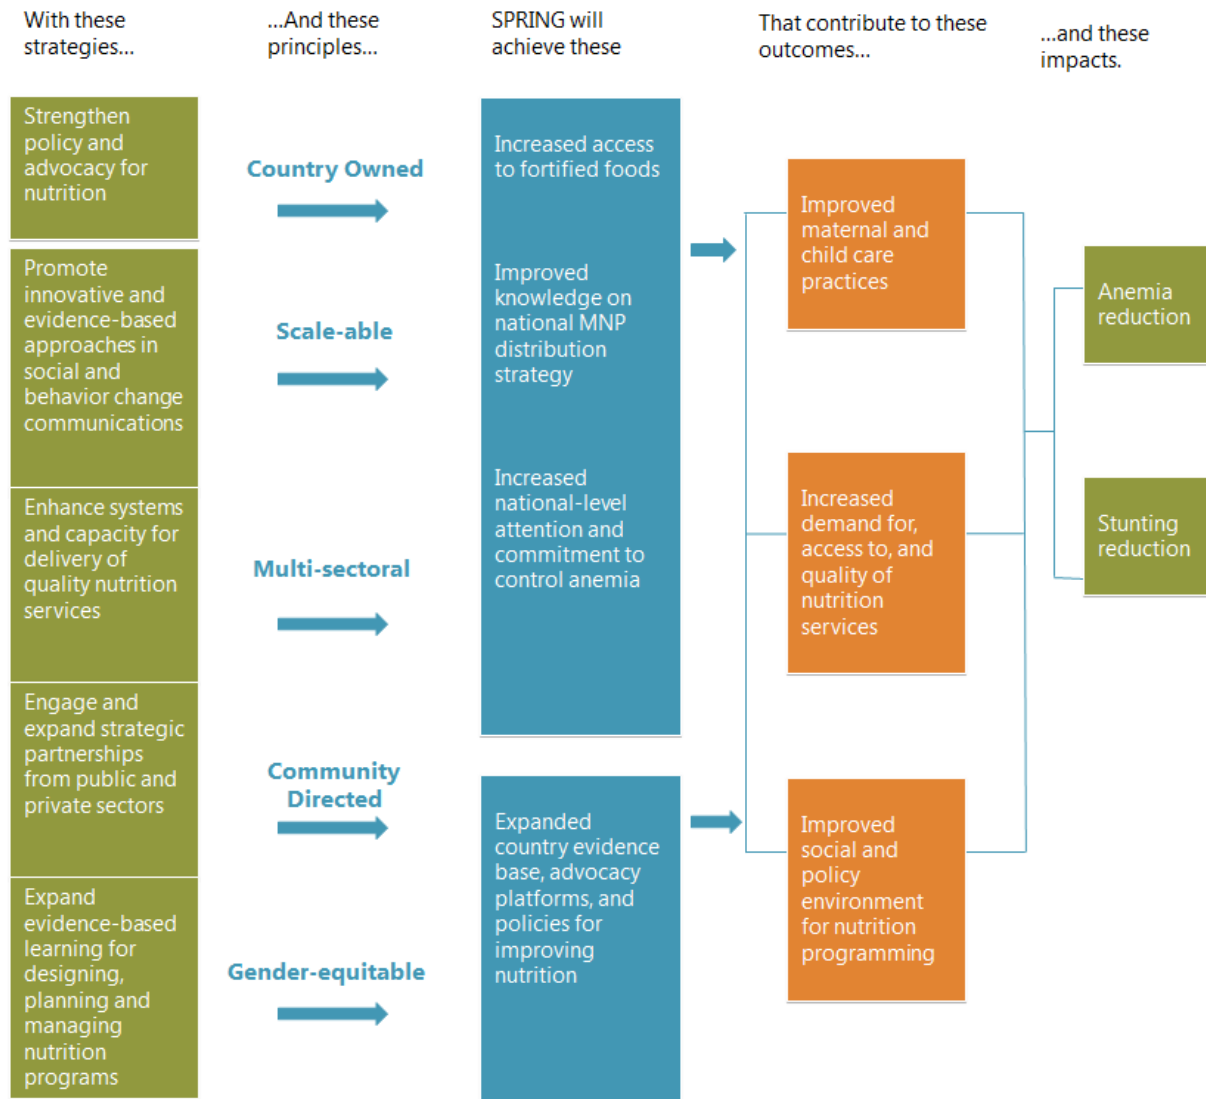 With these
strategies...
...And these
principles...
SPRING will
achieve these
That contribute to these
outcomes...
...and these
impacts.
Strengthen
policy and
advocacy for
nutrition
Promote
innovative and
evidence-based
approaches in
social and
behavior change
communications
Enhance systems
and capacity for
delivery of
quality nutrition
services
Engage and
expand strategic
partnerships
from public and
private sectors
Expand
evidence-based
learning for
designing,
planning and
managing
nutrition
programs
Country Owned
Scale-able
Multi-sectoral
Community
Directed
Gender-equitable
Increased access
to fortified foods
Improved
knowledge on
national MNP
distribution
strategy
Increased
national-level
attention and
commitment to
control anemia
Expanded
country evidence
base, advocacy
platforms, and
policies for
improving
nutrition
Improved
maternal and
child care
practices
Increased
demand for,
access to, and
quality of
nutrition
services
Improved
social and
policy
environment
for nutrition
programming
Anemia
reduction
Stunting
reduction